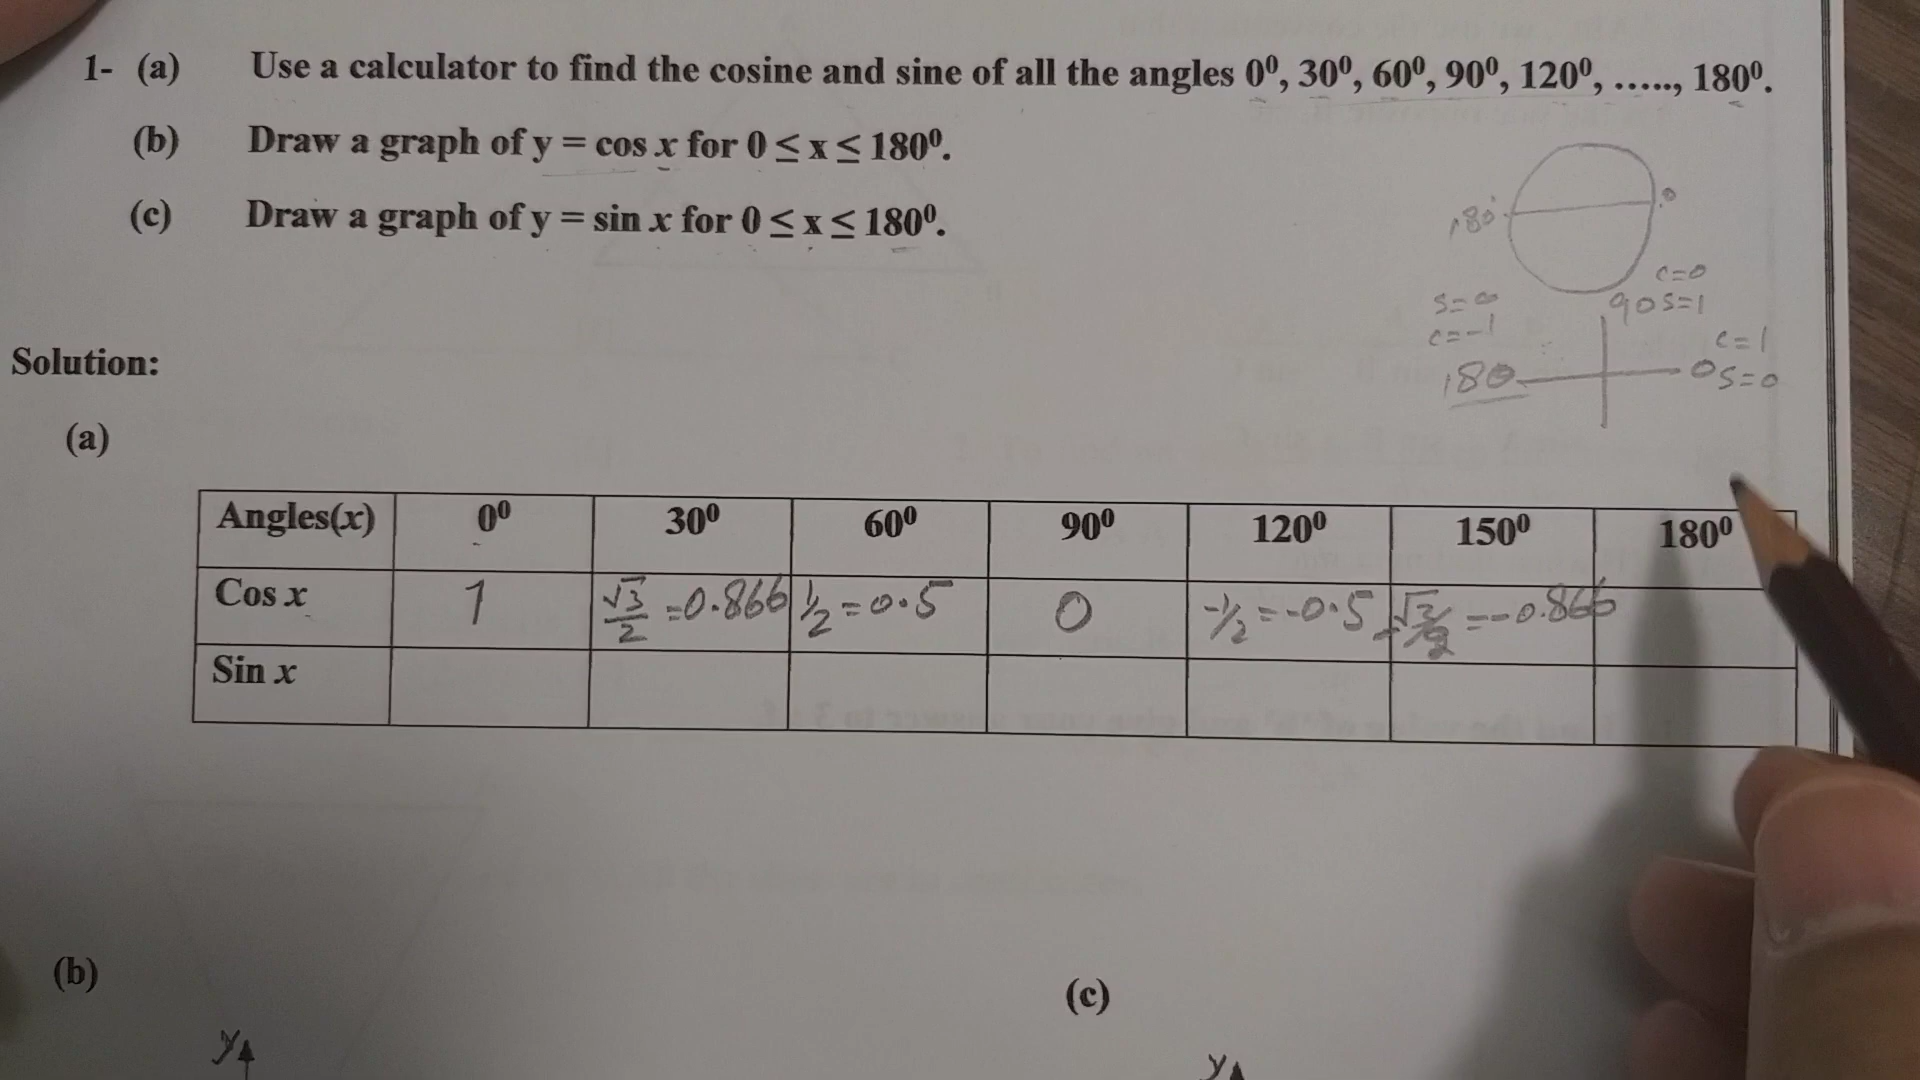 1- (a) Use a calculator to find the cosine and sine of all the angles 0⁰, 30⁰, 60⁰, 90⁰, 120⁰, ....., 180⁰.
(b) Draw a graph of y = cos x for 0 ≤ x ≤ 180⁰.
(c) Draw a graph of y = sin x for 0 ≤ x ≤ 180⁰.
180° 0
C=0
S=0 90 S=1
C=-1 C=1
180 0 S=0
Solution:
(a)
Angles(x) 0⁰ 30⁰ 60⁰ 90⁰ 120⁰ 150⁰ 180⁰
Cos x 1 √3/2 =0.866 1/2 =0.5 0 -1/2 =-0.5 -√3/2 =-0.866
Sin x
(b) (c)
y y